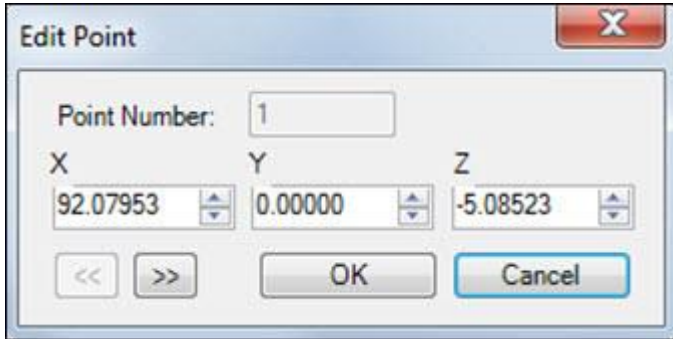 Edit Point
Point Number: 1
X Y Z
92.07953 0.00000 -5.08523
<< >> OK Cancel